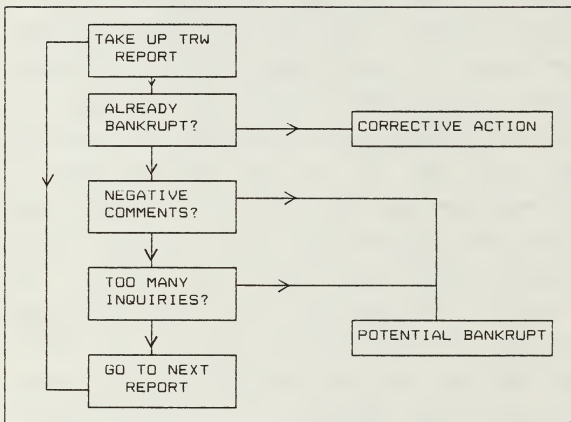 TAKE UP TRW
REPORT
ALREADY
BANKRUPT?
CORRECTIVE ACTION
NEGATIVE
COMMENTS?
TOO MANY
INQUIRIES?
POTENTIAL BANKRUPT
GO TO NEXT
REPORT